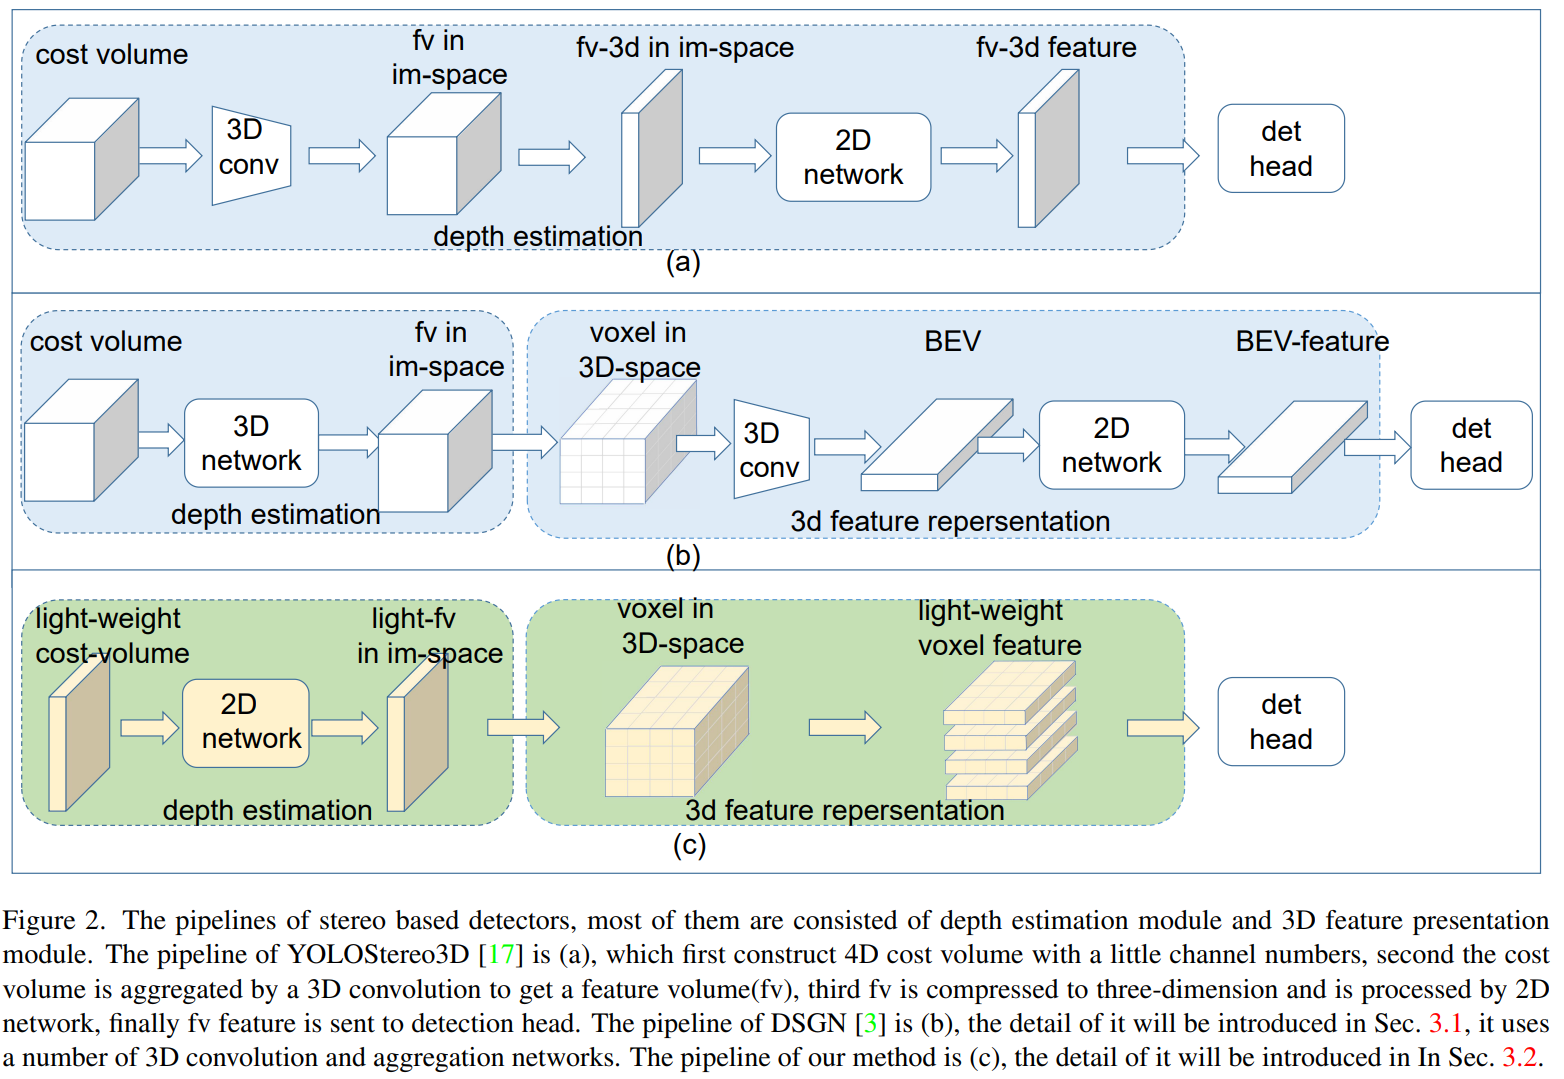 cost volume
fv in
im-space
fv-3d in im-space
fv-3d feature
3D
conv
2D
network
det
head
depth estimation
(a)
cost volume
fv in
im-space
voxel in
3D-space
BEV
BEV-feature
3D
network
3D
conv
2D
network
det
head
depth estimation
3d feature repersentation
(b)
light-weight
cost-volume
light-fv
in im-space
voxel in
3D-space
light-weight
voxel feature
2D
network
det
head
depth estimation
3d feature repersentation
(c)
Figure 2. The pipelines of stereo based detectors, most of them are consisted of depth estimation module and 3D feature presentation
module. The pipeline of YOLOStereo3D [17] is (a), which first construct 4D cost volume with a little channel numbers, second the cost
volume is aggregated by a 3D convolution to get a feature volume(fv), third fv is compressed to three-dimension and is processed by 2D
network, finally fv feature is sent to detection head. The pipeline of DSGN [3] is (b), the detail of it will be introduced in Sec. 3.1, it uses
a number of 3D convolution and aggregation networks. The pipeline of our method is (c), the detail of it will be introduced in In Sec. 3.2.